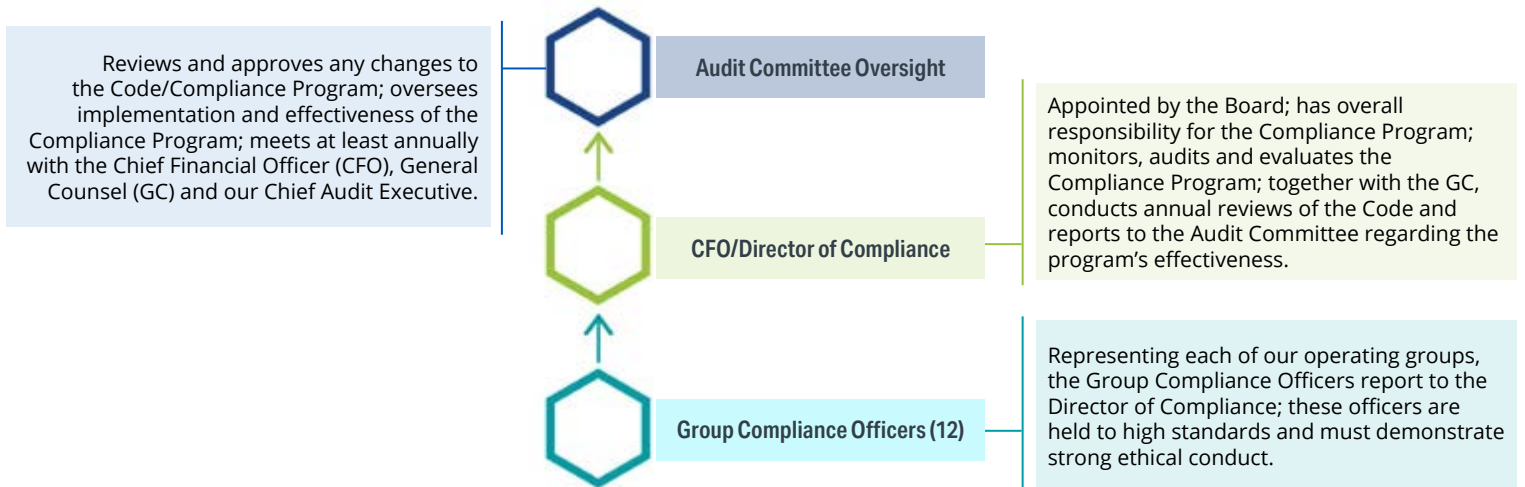 Reviews and approves any changes to
the Code/Compliance Program; oversees
implementation and effectiveness of the
Compliance Program; meets at least annually
with the Chief Financial Officer (CFO), General
Counsel (GC) and our Chief Audit Executive.
Audit Committee Oversight
Appointed by the Board; has overall
responsibility for the Compliance Program;
monitors, audits and evaluates the
Compliance Program; together with the GC,
conducts annual reviews of the Code and
reports to the Audit Committee regarding the
program’s effectiveness.
CFO/Director of Compliance
Group Compliance Officers (12)
Representing each of our operating groups,
the Group Compliance Officers report to the
Director of Compliance; these officers are
held to high standards and must demonstrate
strong ethical conduct.